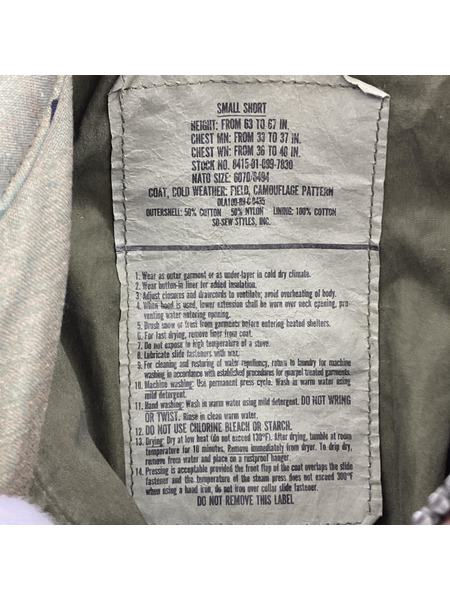 SMALL SHORT
HEIGHT: FROM 63 TO 67 IN.
CHEST MN: FROM 33 TO 37 IN.
CHEST WN: FROM 36 TO 40 IN.
STOCK NO. 8415-01-099-7830
NATO SIZE: 6070/8494
COAT, COLD WEATHER: FIELD, CAMOUFLAGE PATTERN
DLA100-89-C-0435
OUTERSHELL: 50% COTTON 50% NYLON LINING: 100% COTTON
SO-SEW STYLES, INC.
1. Wear as outer garment or as under-layer in cold dry climate.
2. Wear button-in liner for added insulation.
3. Adjust closures and drawcords to ventilate; avoid overheating of body.
4. When hood is used, lower extension shall be worn over neck opening, pre-
venting water entering opening.
5. Brush snow or frost from garments before entering heated shelters.
6. For fast drying, remove liner from coat.
7. Do not expose to high temperature of a stove.
8. Lubricate slide fasteners with wax.
9. For cleaning and restoring of water repellency, return to laundry for machine
washing in accordance with established procedures for quarpel treated garments.
10. Machine washing: Use permanent press cycle. Wash in warm water using
mild detergent.
11. Hand washing: Wash in warm water using mild detergent. DO NOT WRING
OR TWIST. Rinse in clean warm water.
12. DO NOT USE CHLORINE BLEACH OR STARCH.
13. Drying: Dry at low heat (do not exceed 130°F). After drying, tumble at room
temperature for 10 minutes. Remove immediately from dryer. To drip dry,
remove from water and place on a rustproof hanger.
14. Pressing is acceptable provided the front flap of the coat overlaps the slide
fastener and the temperature of the steam press does not exceed 300°F
when using a hand iron, do not iron over collar slide fastener.
DO NOT REMOVE THIS LABEL